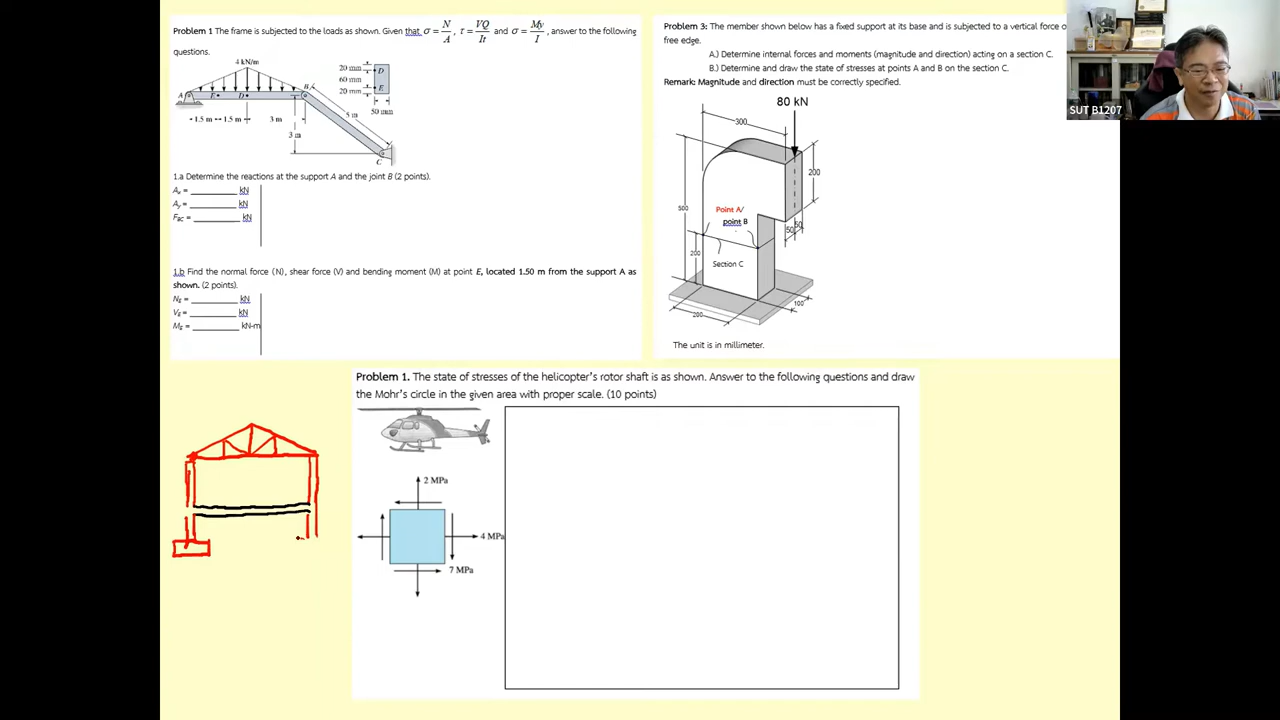 Problem 1 The frame is subjected to the loads as shown. Given that σ = N/A, τ = VQ/It and σ = My/I, answer to the following
questions.
4 kN/m
A
E
D
B
1.5 m
1.5 m
3 m
5 m
3 m
C
20 mm
60 mm
20 mm
D
E
50 mm
1.a Determine the reactions at the support A and the joint B (2 points).
Ax = ________ kN
Ay = ________ kN
FBC = ________ kN
1.b Find the normal force (N), shear force (V) and bending moment (M) at point E, located 1.50 m from the support A as
shown. (2 points).
NE = ________ kN
VE = ________ kN
ME = ________ kN-m
Problem 3: The member shown below has a fixed support at its base and is subjected to a vertical force o
free edge.
A.) Determine internal forces and moments (magnitude and direction) acting on a section C.
B.) Determine and draw the state of stresses at points A and B on the section C.
Remark: Magnitude and direction must be correctly specified.
80 kN
300
200
500
Point A/
point B
50
50
200
Section C
100
200
The unit is in millimeter.
SUT B1207
Problem 1. The state of stresses of the helicopter's rotor shaft is as shown. Answer to the following questions and draw
the Mohr's circle in the given area with proper scale. (10 points)
2 MPa
4 MPa
7 MPa